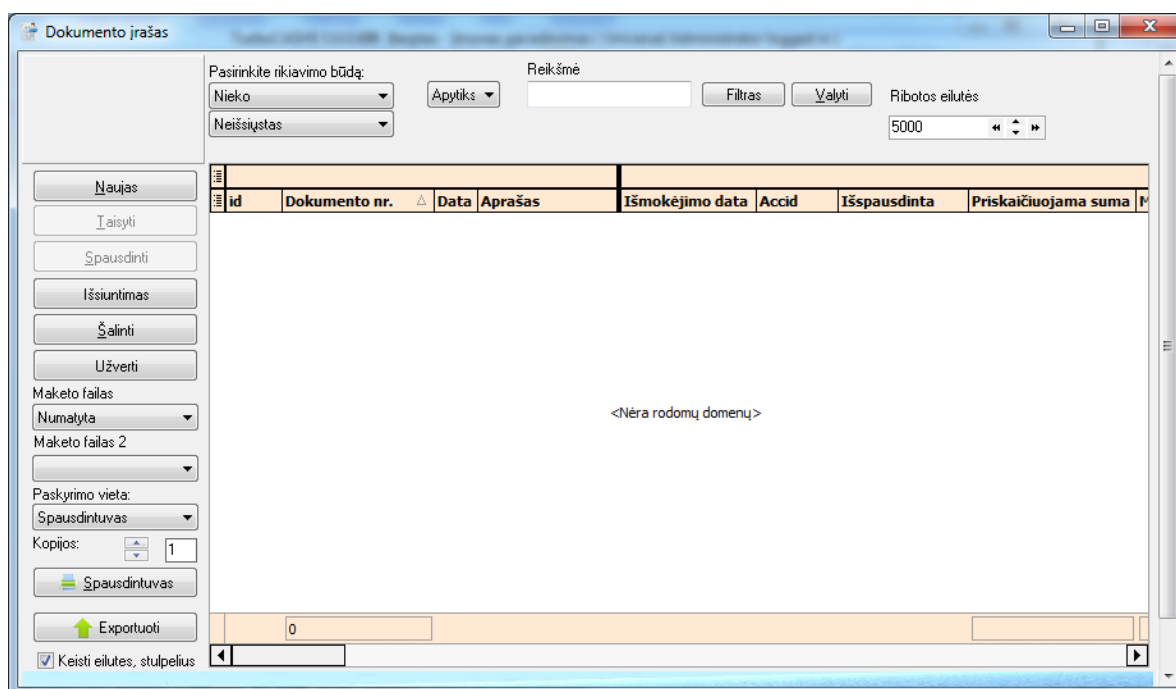 Dokumento įrašas
Pasirinkite rikiavimo būdą:
Reikšmė
Nieko
Apytiks
Filtras
Valyti
Ribotos eilutės
Neišsiųstas
5000
Naujas
Taisyti
Spausdinti
Išsiuntimas
Šalinti
Užverti
Maketo failas
Numatyta
Maketo failas 2
Paskyrimo vieta:
Spausdintuvas
Kopijos:
1
Spausdintuvas
Exportuoti
Keisti eilutes, stulpelius
id Dokumento nr. Data Aprašas Išmokėjimo data Accid Išspausdinta Priskaičiuojama suma
<Nėra rodomų domenų>
0